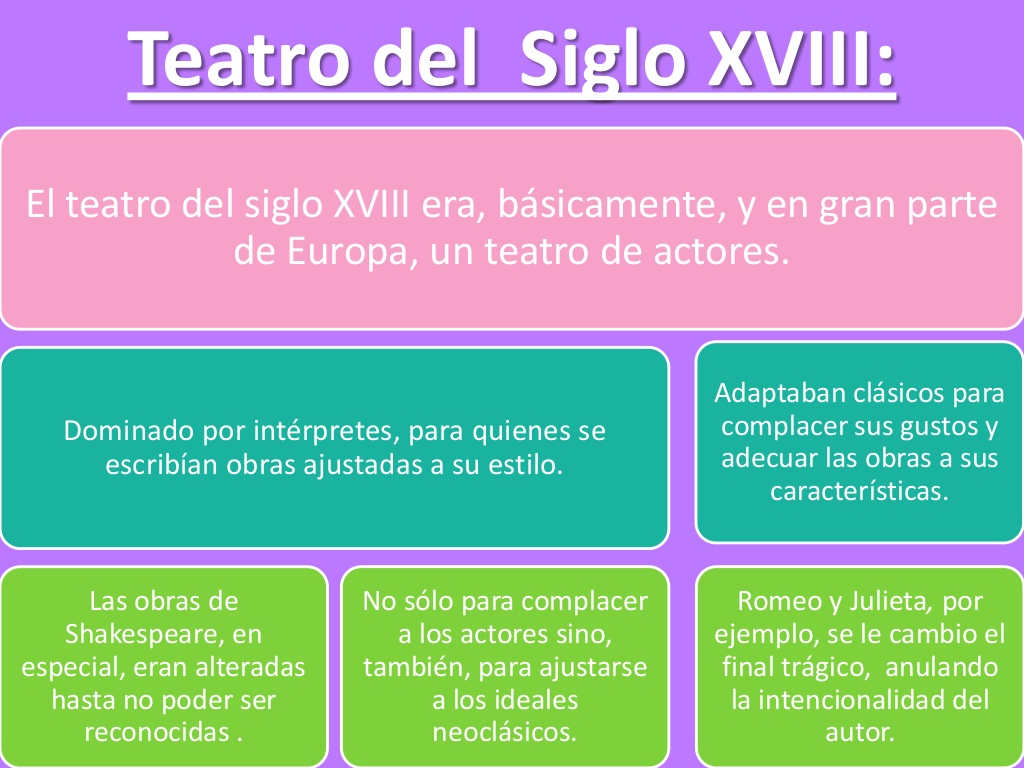 Teatro del  Siglo XVIII:
El teatro del siglo XVIII era, básicamente, y en gran parte
de Europa, un teatro de actores.
Dominado por intérpretes, para quienes se
escribían obras ajustadas a su estilo.
Adaptaban clásicos para
complacer sus gustos y
adecuar las obras a sus
características.
Las obras de
Shakespeare, en
especial, eran alteradas
hasta no poder ser
reconocidas .
No sólo para complacer
a los actores sino,
también, para ajustarse
a los ideales
neoclásicos.
Romeo y Julieta, por
ejemplo, se le cambio el
final trágico,  anulando
la intencionalidad del
autor.